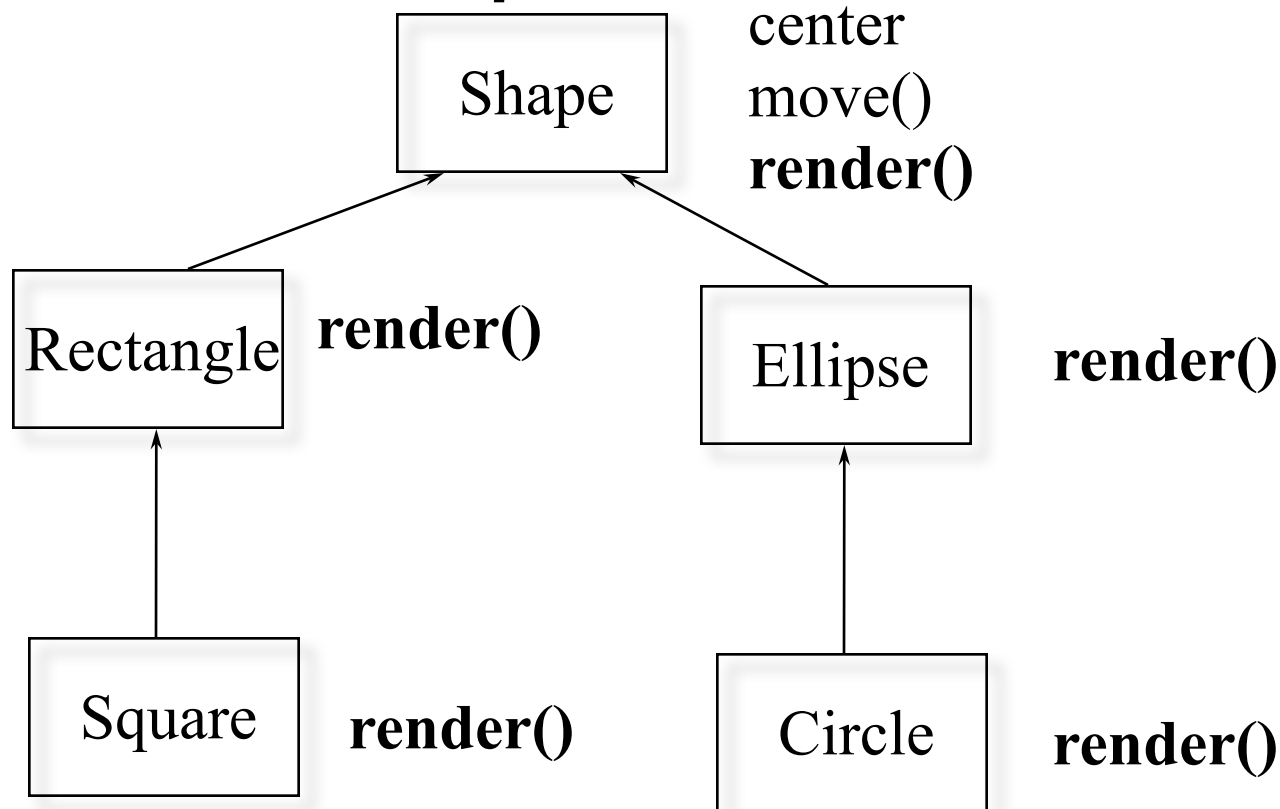 center
Shape
move()
render()
Rectangle
render()
Ellipse
render()
Square
render()
Circle
render()